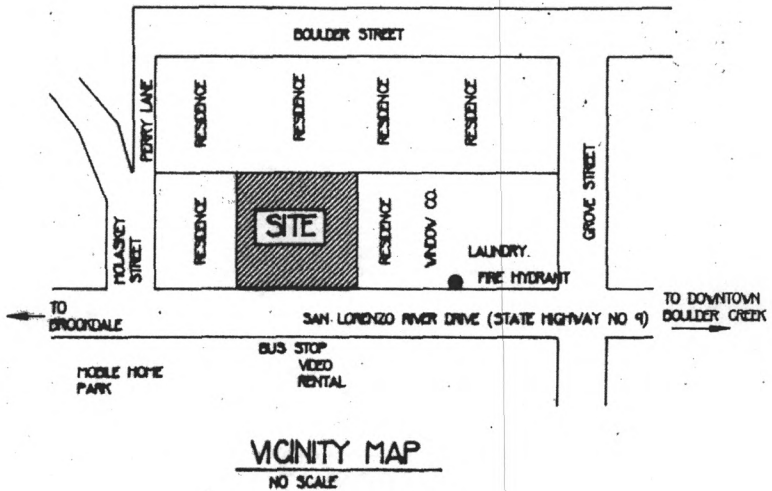 BOULDER STREET
PERRY LANE
RESIDENCE
RESIDENCE
RESIDENCE
RESIDENCE
GROVE STREET
MOLASKEY
STREET
RESIDENCE
SITE
RESIDENCE
WINDOW CO.
LAUNDRY.
FIRE HYDRANT
TO
BROOKDALE
SAN LORENZO RIVER DRIVE (STATE HIGHWAY NO 9)
TO DOWNTOWN
BOULDER CREEK
BUS STOP
VIDEO
RENTAL
MOBILE HOME
PARK
VICINITY MAP
NO SCALE